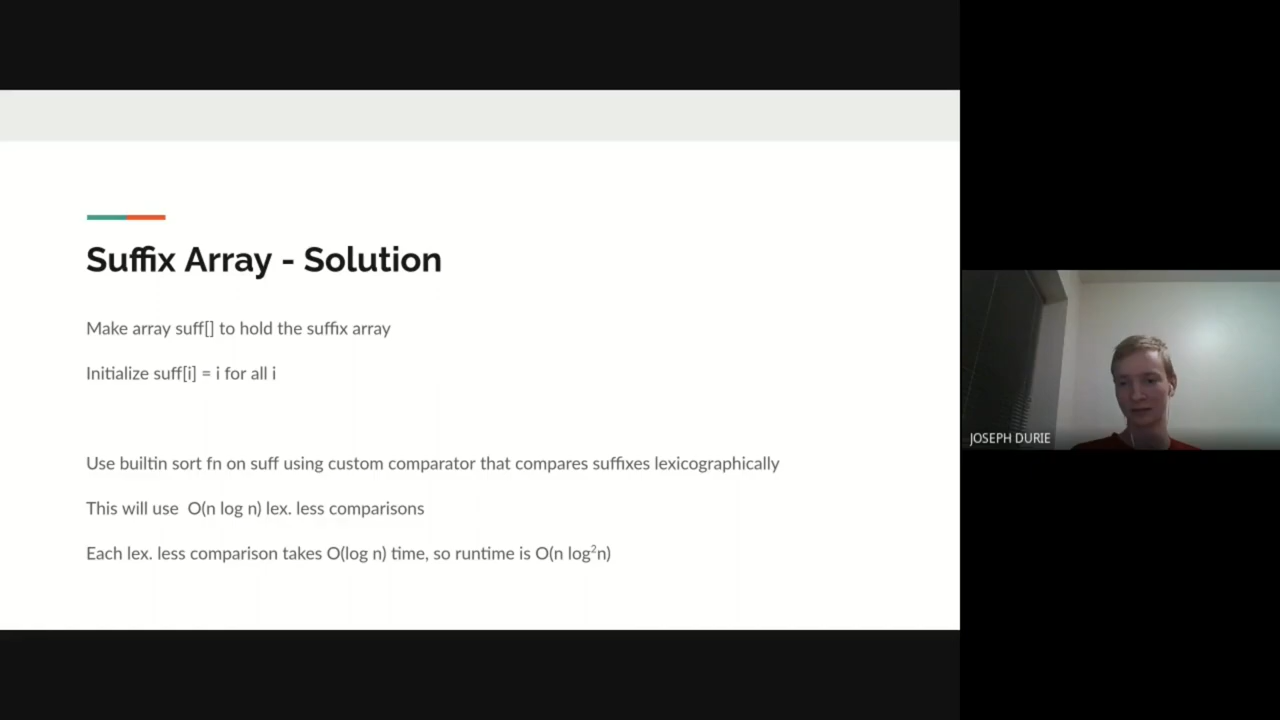 Suffix Array - Solution
Make array suff[] to hold the suffix array
Initialize suff[i] = i for all i
Use builtin sort fn on suff using custom comparator that compares suffixes lexicographically
This will use  O(n log n) lex. less comparisons
Each lex. less comparison takes O(log n) time, so runtime is O(n log²n)
JOSEPH DURIE